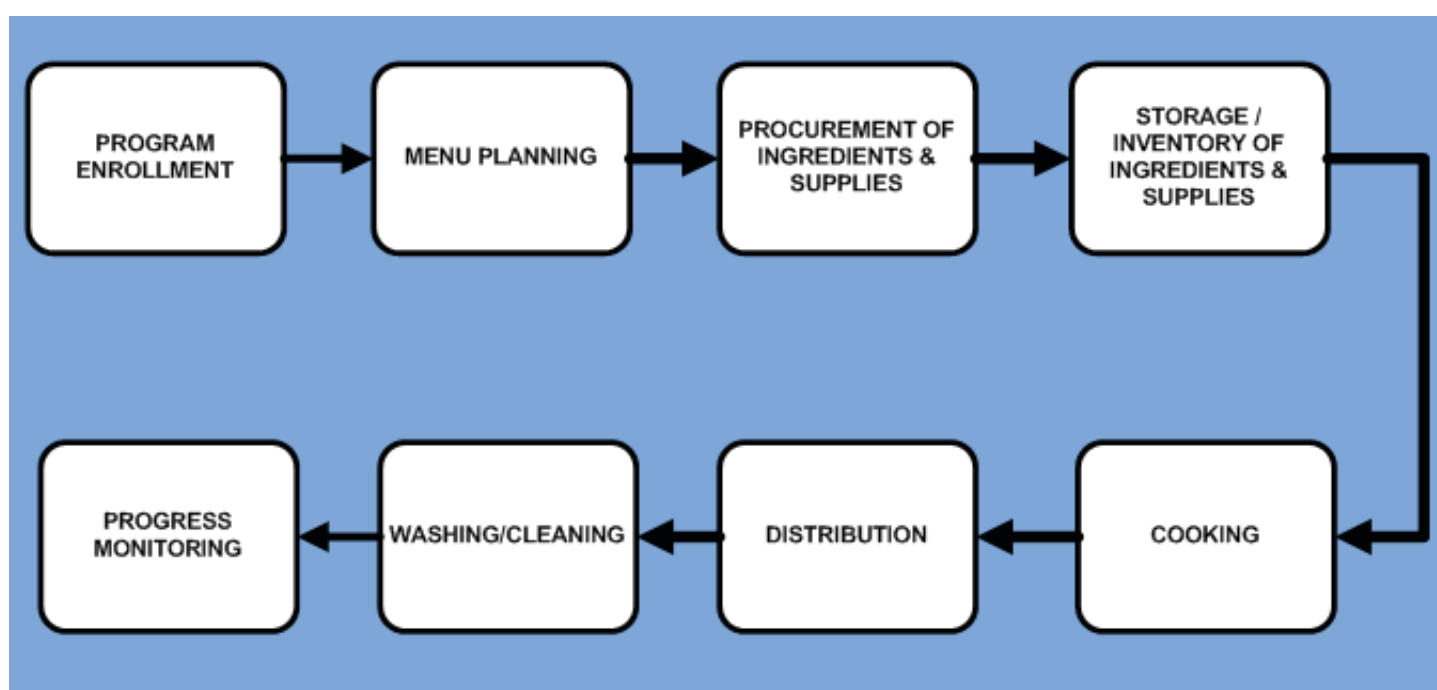 PROGRAM
ENROLLMENT
MENU PLANNING
PROCUREMENT OF
INGREDIENTS &
SUPPLIES
STORAGE /
INVENTORY OF
INGREDIENTS &
SUPPLIES
COOKING
DISTRIBUTION
WASHING/CLEANING
PROGRESS
MONITORING